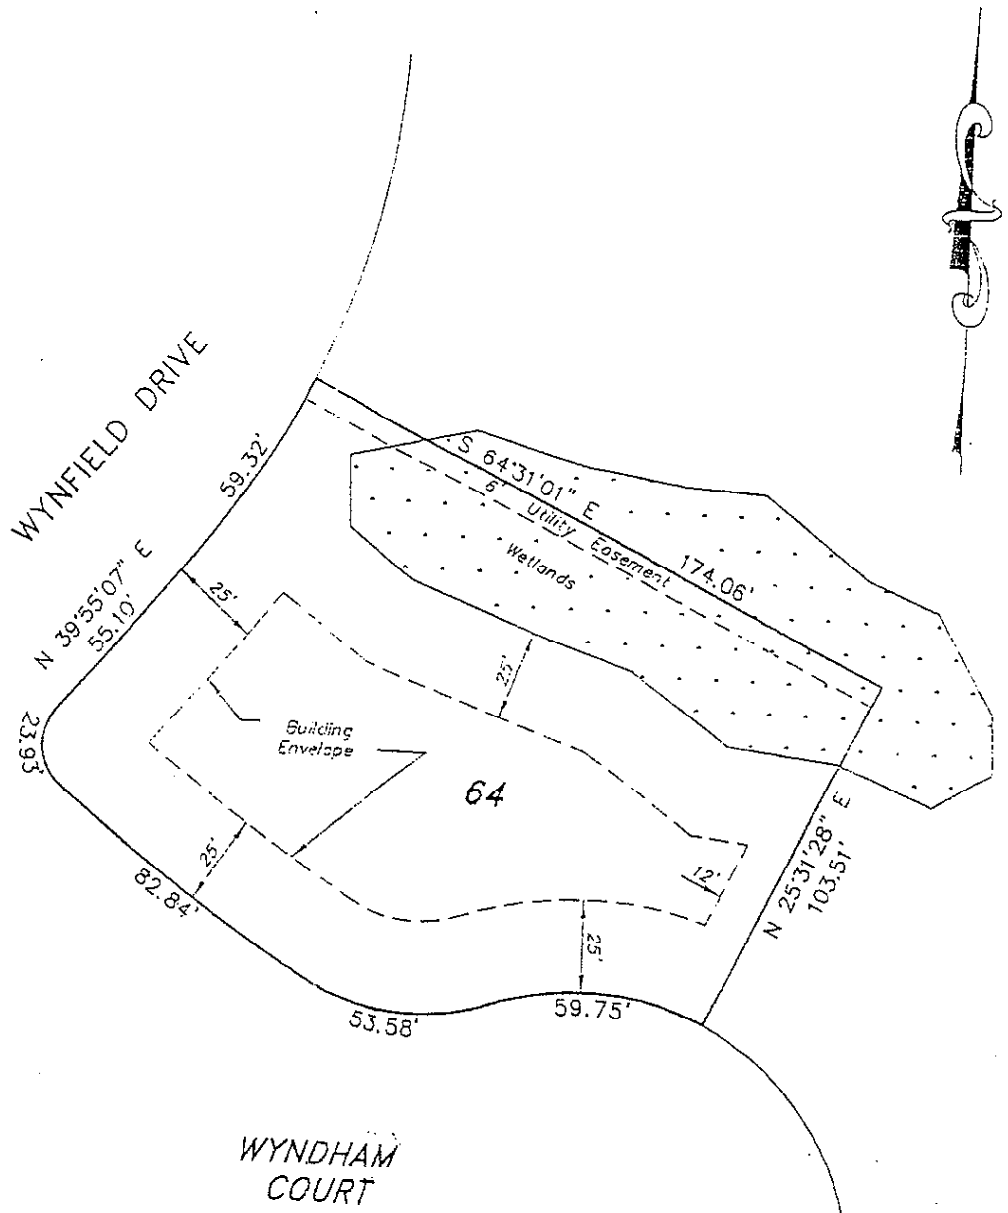 WYNFIELD DRIVE
59.32'
S 64°31'01" E
174.06'
6' Utility Easement
Wetlands
N 39°55'07" E
55.10'
25'
25'
23.93'
Building
Envelope
64
25'
82.84'
12'
N 25°31'28" E
103.51'
25'
53.58'
59.75'
WYNDHAM
COURT